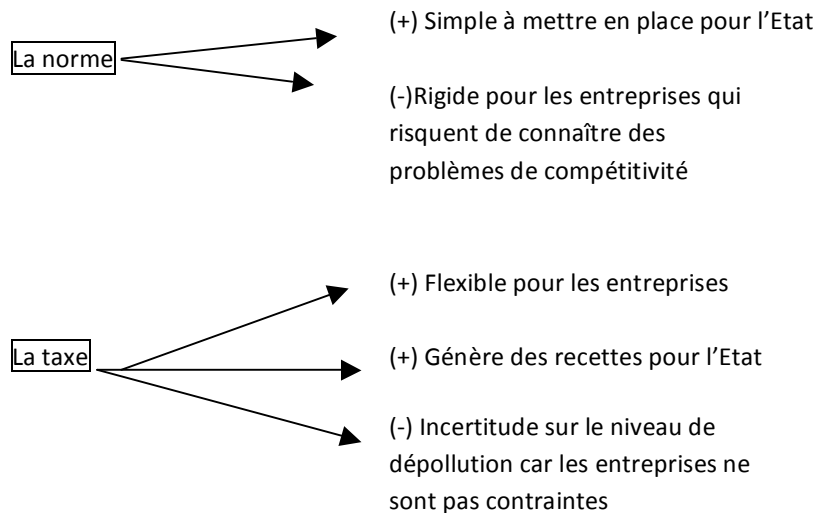 La norme
(+) Simple à mettre en place pour l’Etat
(-)Rigide pour les entreprises qui
risquent de connaître des
problèmes de compétitivité
La taxe
(+) Flexible pour les entreprises
(+) Génère des recettes pour l’Etat
(-) Incertitude sur le niveau de
dépollution car les entreprises ne
sont pas contraintes